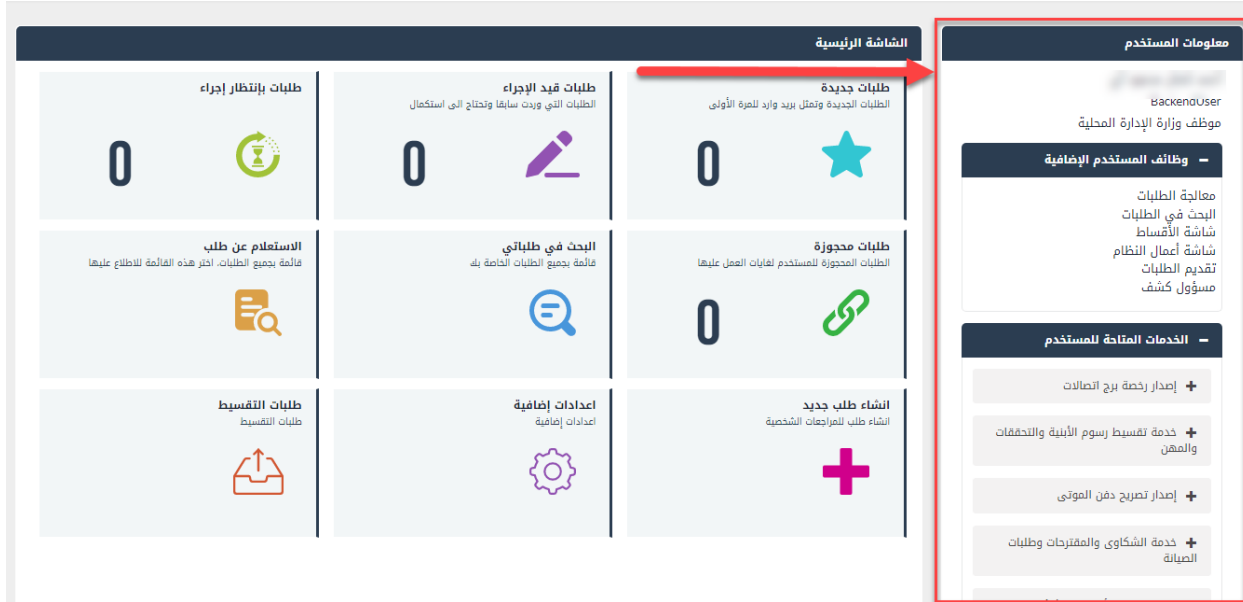 معلومات المستخدم
BackendUser
موظف وزارة الإدارة المحلية
– وظائف المستخدم الإضافية
معالجة الطلبات
البحث في الطلبات
شاشة الأقساط
شاشة أعمال النظام
تقديم الطلبات
مسؤول كشف
– الخدمات المتاحة للمستخدم
+ إصدار رخصة برج اتصالات
+ خدمة تقسيط رسوم الأبنية والتحققات
والمهن
+ إصدار تصريح دفن الموتى
+ خدمة الشكاوى والمقترحات وطلبات
الصيانة
الشاشة الرئيسية
طلبات جديدة
الطلبات الجديدة وتمثل بريد وارد للمرة الأولى
0
طلبات قيد الإجراء
الطلبات التي وردت سابقا وتحتاج الى استكمال
0
طلبات بإنتظار إجراء
0
طلبات محجوزة
الطلبات المحجوزة للمستخدم لغايات العمل عليها
0
البحث في طلباتي
قائمة بجميع الطلبات الخاصة بك
الاستعلام عن طلب
قائمة بجميع الطلبات، اختر هذه القائمة للاطلاع عليها
انشاء طلب جديد
انشاء طلب للمراجعات الشخصية
اعدادات إضافية
اعدادات إضافية
طلبات التقسيط
طلبات التقسيط